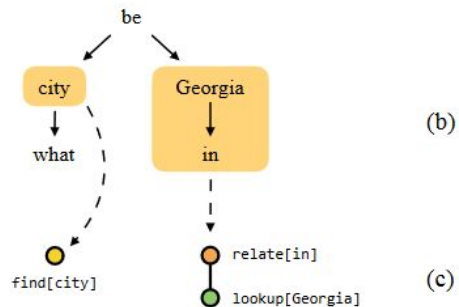 be
city Georgia
what in
(b)
find[city] relate[in]
lookup[Georgia]
(c)